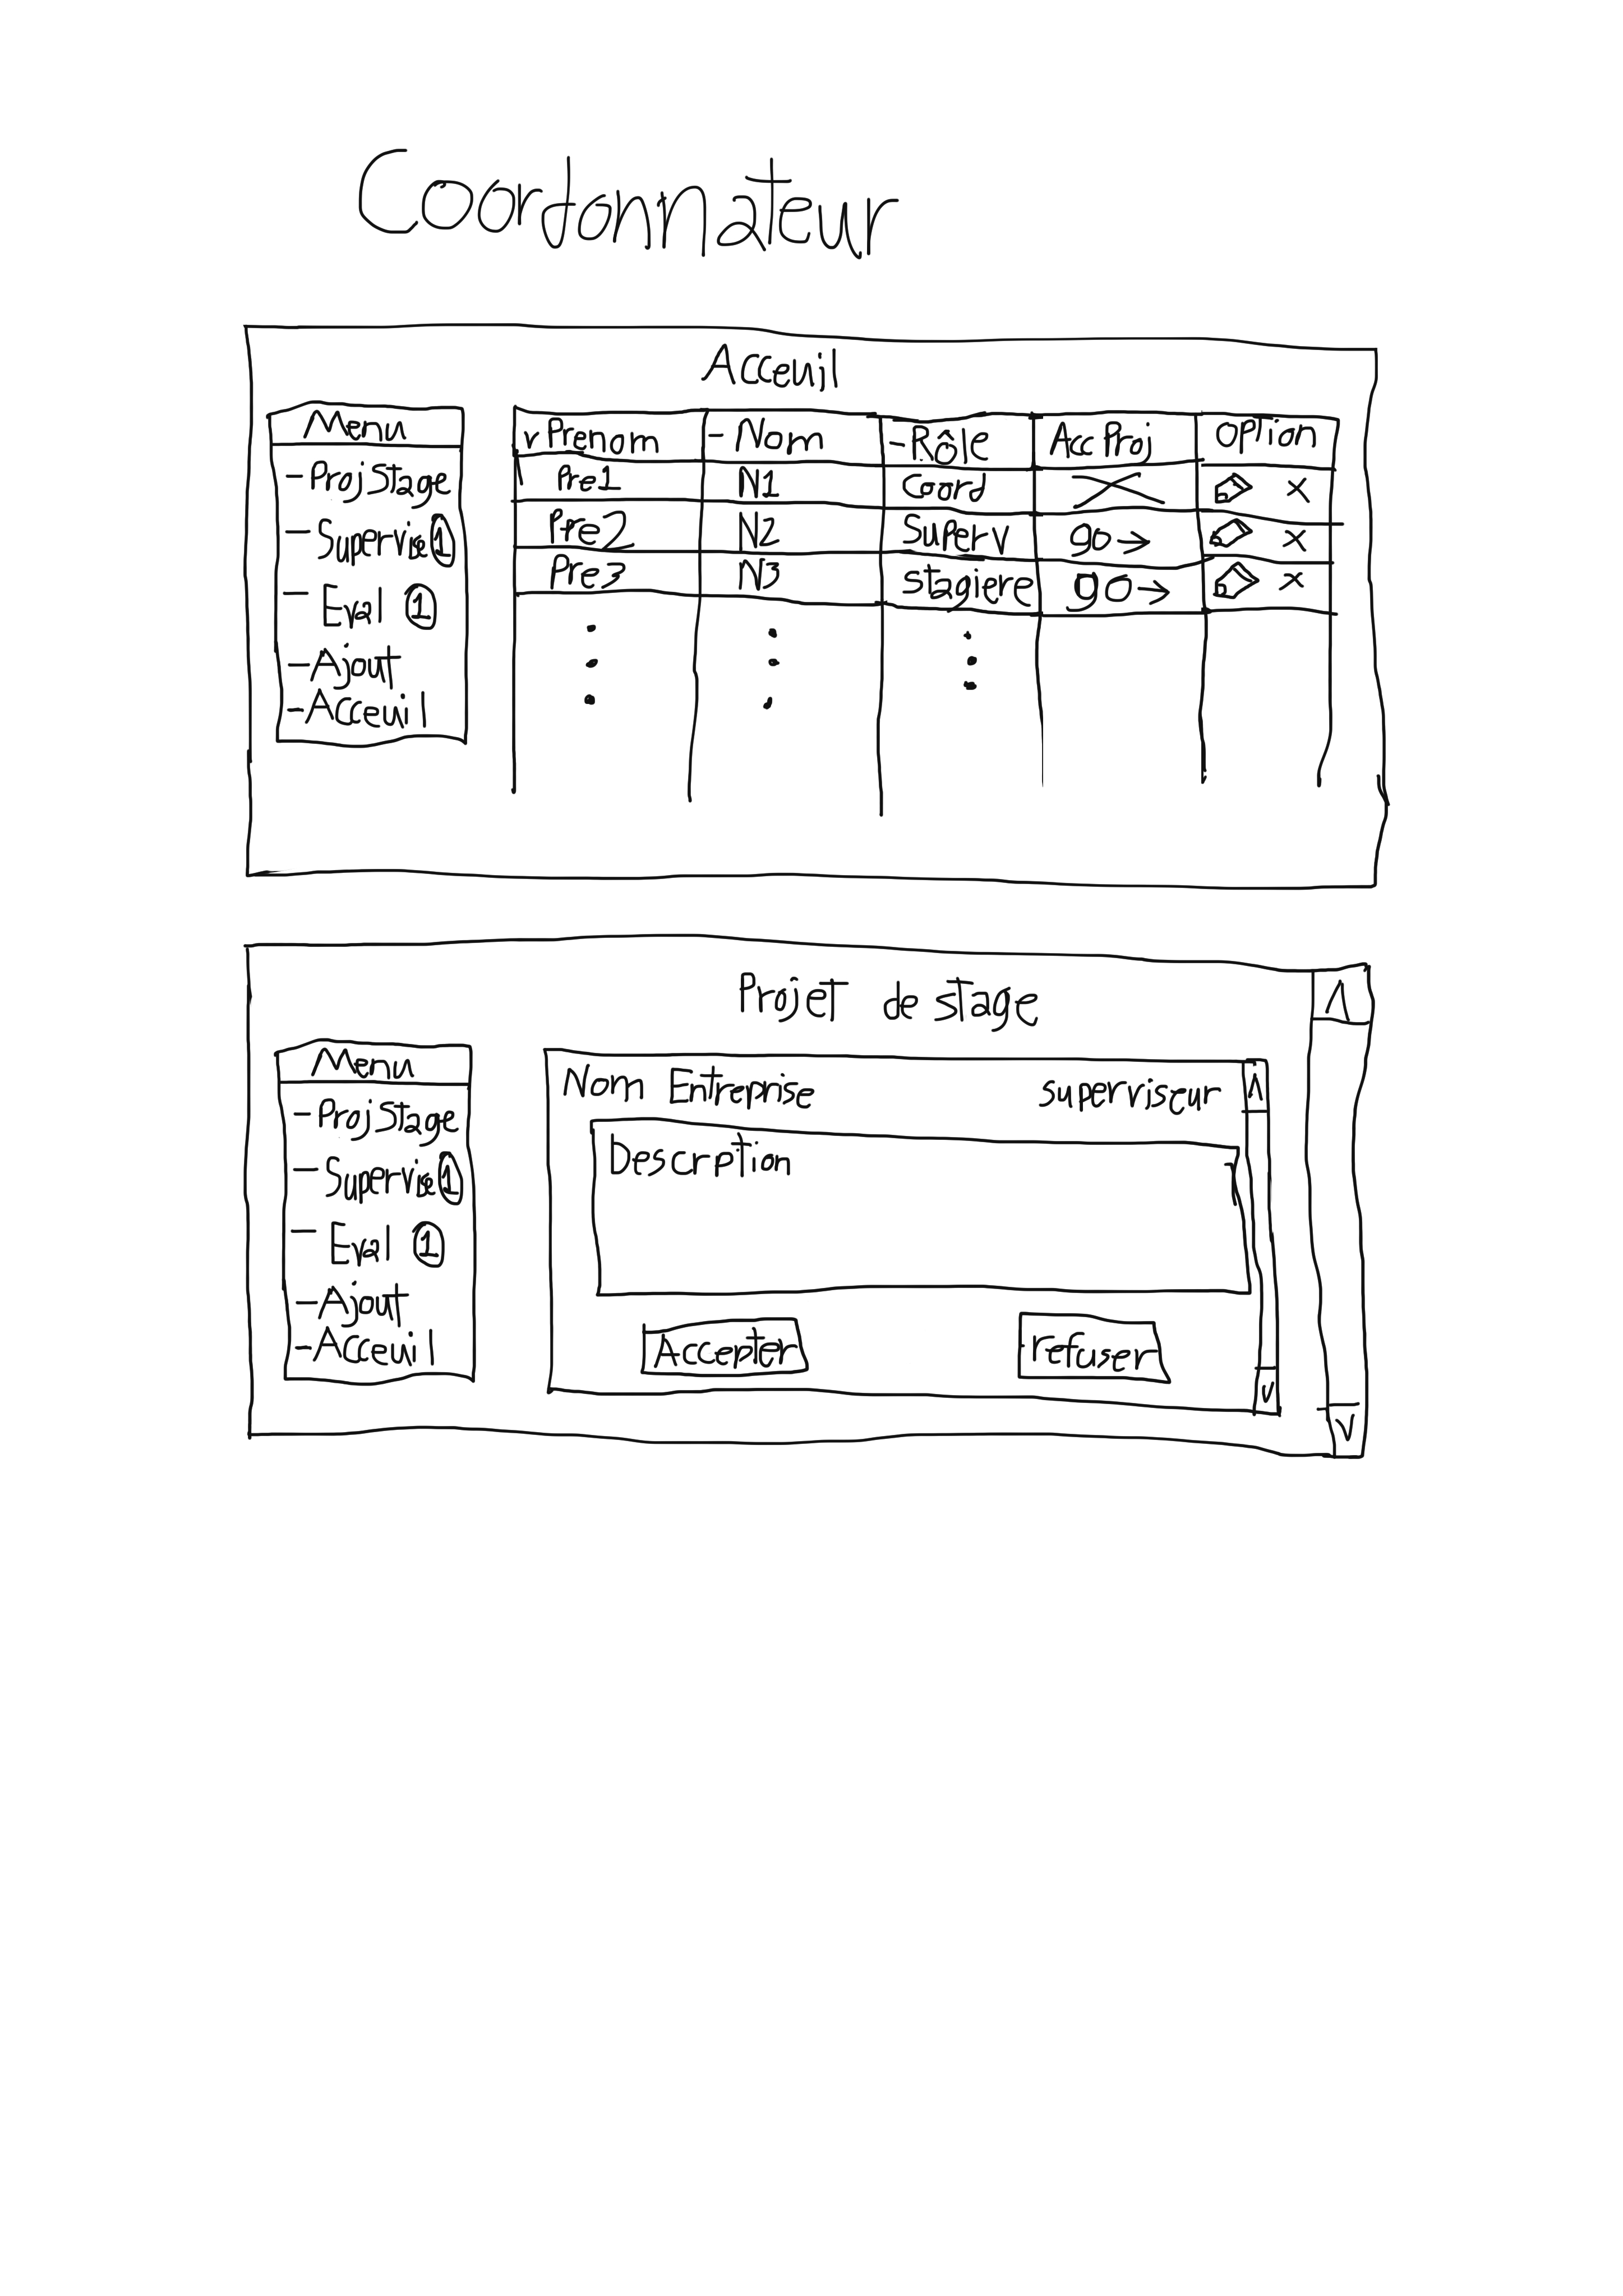 Coordonnateur
Acceuil
Menu
- ProjStage
- Supervise 1
- Eval 1
- Ajout
- Acceuil
v Prenom - Nom - Rôle Acc Proj Option
Pre1 N1 Coord X
Pre2 N2 Superv go → x
Pre3 N3 stagiere go → x
Projet de stage
Menu
- ProjStage
- Supervise 1
- Eval 1
- Ajout
- Acceuil
Nom Entreprise superviseur
Descrption
Accepter refuser